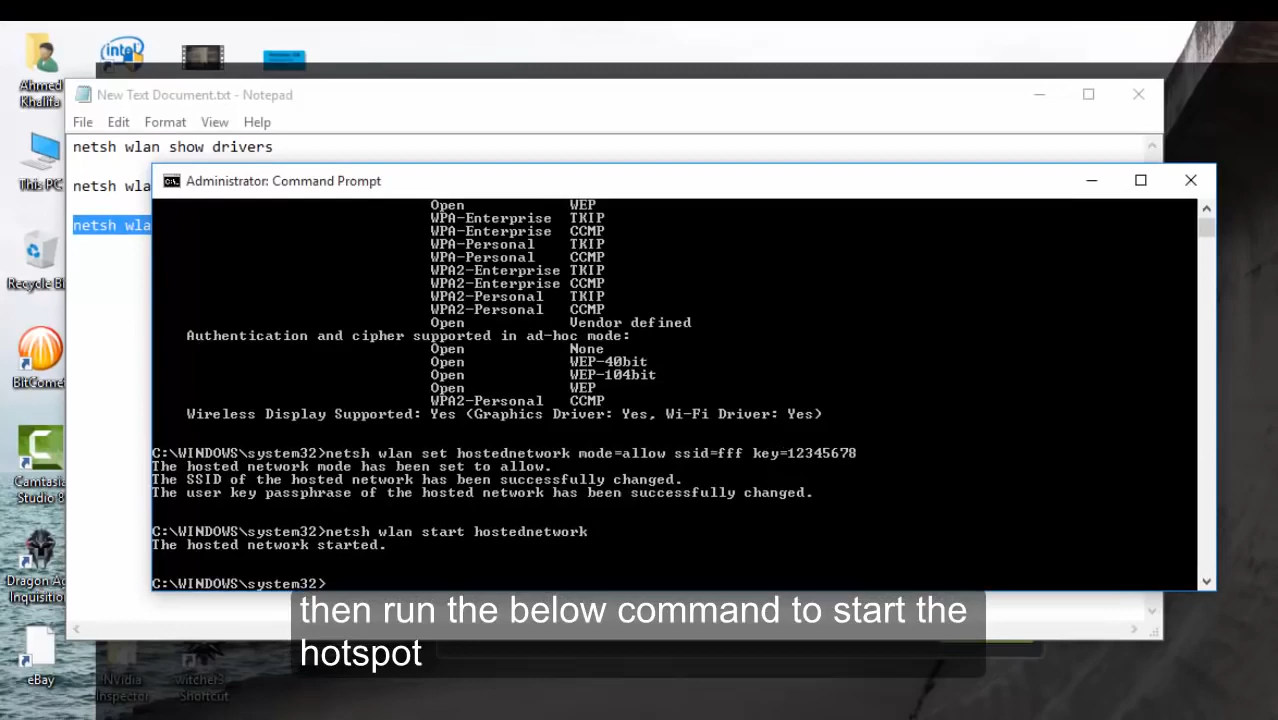 Ahmed
Khalifa
intel
New Text Document.txt - Notepad
File Edit Format View Help
netsh wlan show drivers
netsh wla
netsh wla
This PC
Recycle Bi
BitComet
Camtasia
Studio 8
Dragon Ag
Inquisition
eBay
NVidia
Inspector
witcher3
Shortcut
Administrator: Command Prompt
Open WEP
WPA-Enterprise TKIP
WPA-Enterprise CCMP
WPA-Personal TKIP
WPA-Personal CCMP
WPA2-Enterprise TKIP
WPA2-Enterprise CCMP
WPA2-Personal TKIP
WPA2-Personal CCMP
Open Vendor defined
Authentication and cipher supported in ad-hoc mode:
Open None
Open WEP-40bit
Open WEP-104bit
Open WEP
WPA2-Personal CCMP
Wireless Display Supported: Yes (Graphics Driver: Yes, Wi-Fi Driver: Yes)
C:\WINDOWS\system32>netsh wlan set hostednetwork mode=allow ssid=fff key=12345678
The hosted network mode has been set to allow.
The SSID of the hosted network has been successfully changed.
The user key passphrase of the hosted network has been successfully changed.
C:\WINDOWS\system32>netsh wlan start hostednetwork
The hosted network started.
C:\WINDOWS\system32>
then run the below command to start the
hotspot